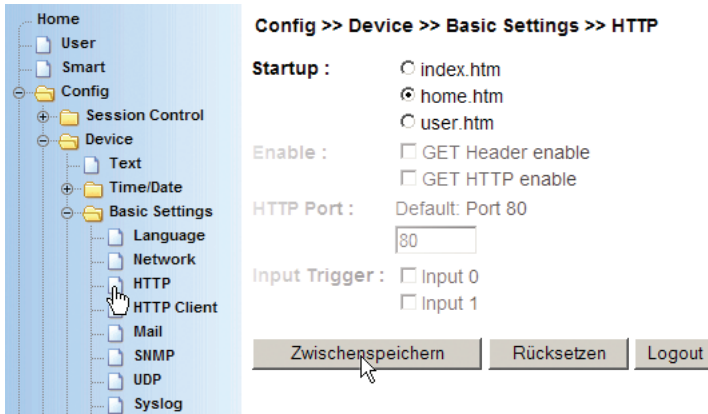 Home
User
Smart
Config
Session Control
Device
Text
Time/Date
Basic Settings
Language
Network
HTTP
HTTP Client
Mail
SNMP
UDP
Syslog
Config >> Device >> Basic Settings >> HTTP
Startup :
index.htm
home.htm
user.htm
Enable :
GET Header enable
GET HTTP enable
HTTP Port :
Default: Port 80
80
Input Trigger :
Input 0
Input 1
Zwischenspeichern
Rücksetzen
Logout